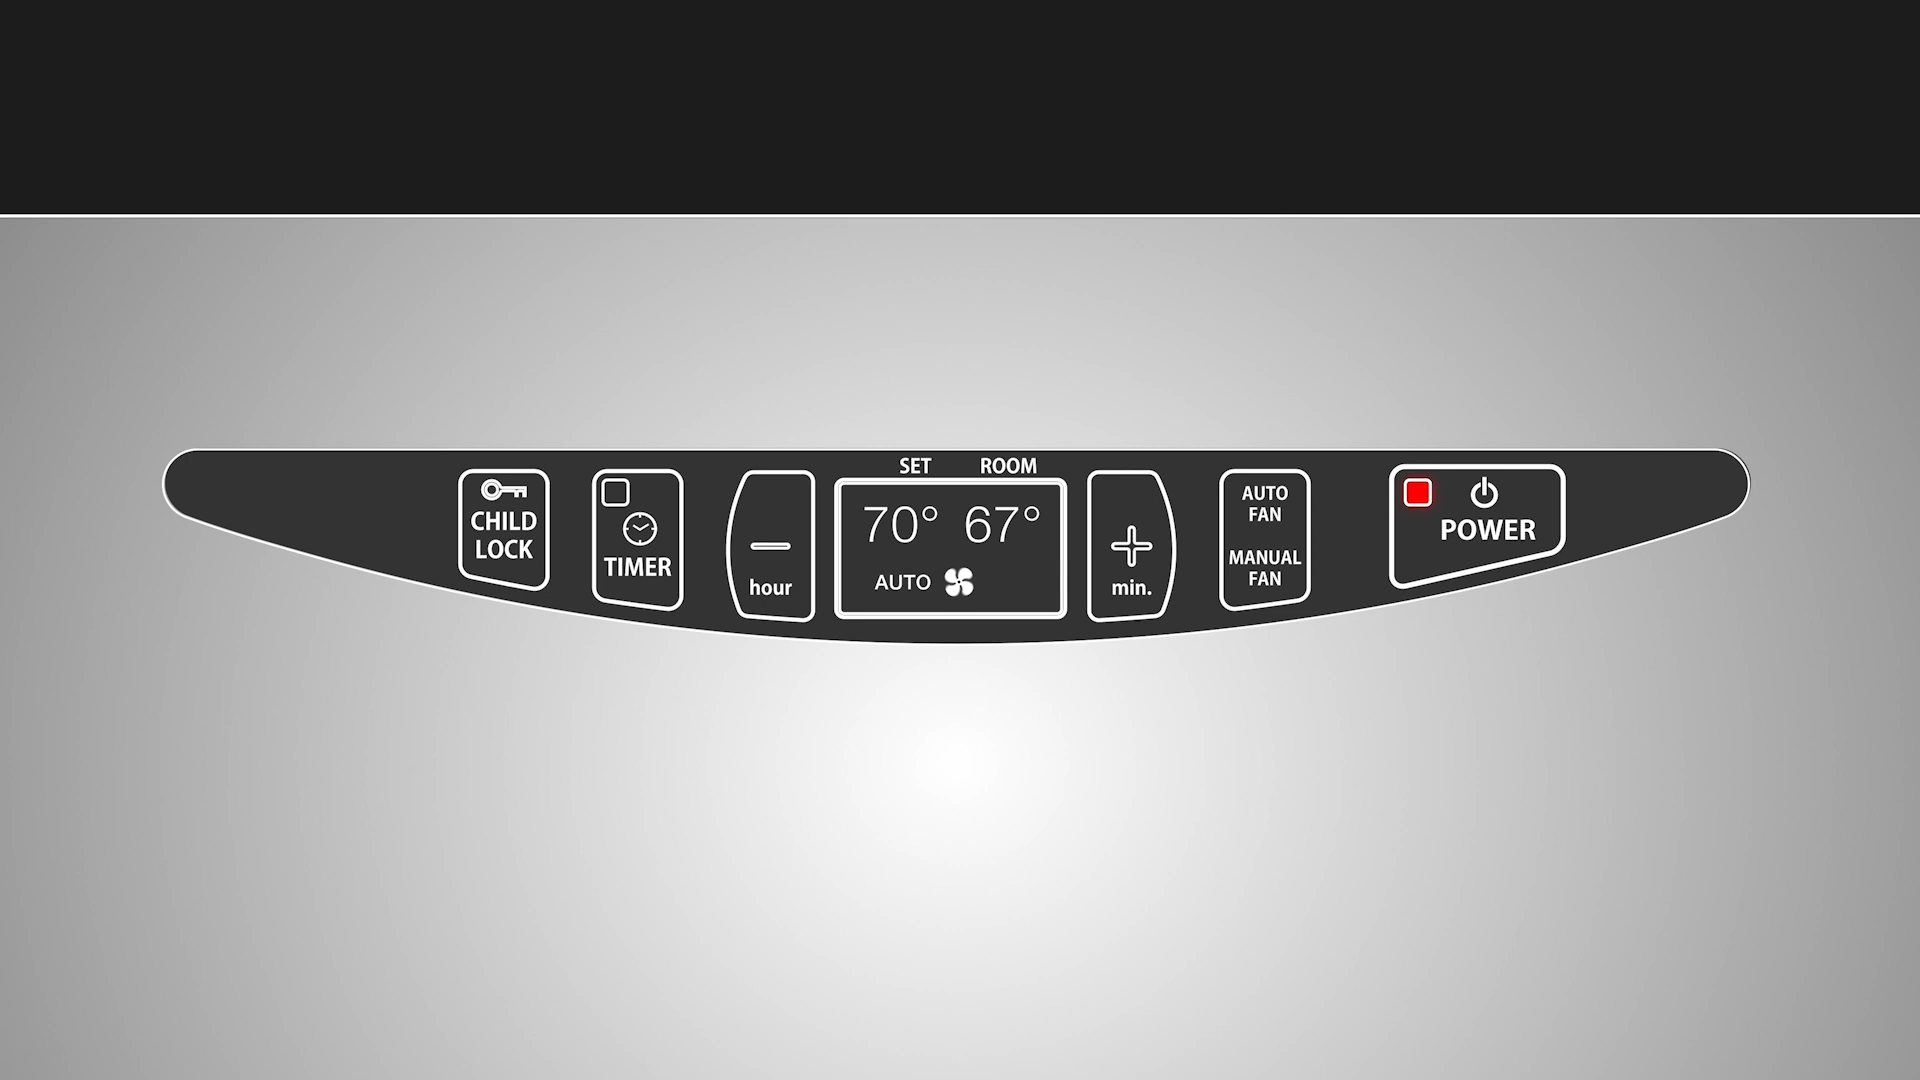 SET ROOM
CHILD
LOCK
TIMER
hour
70° 67°
AUTO
min.
AUTO
FAN
MANUAL
FAN
POWER